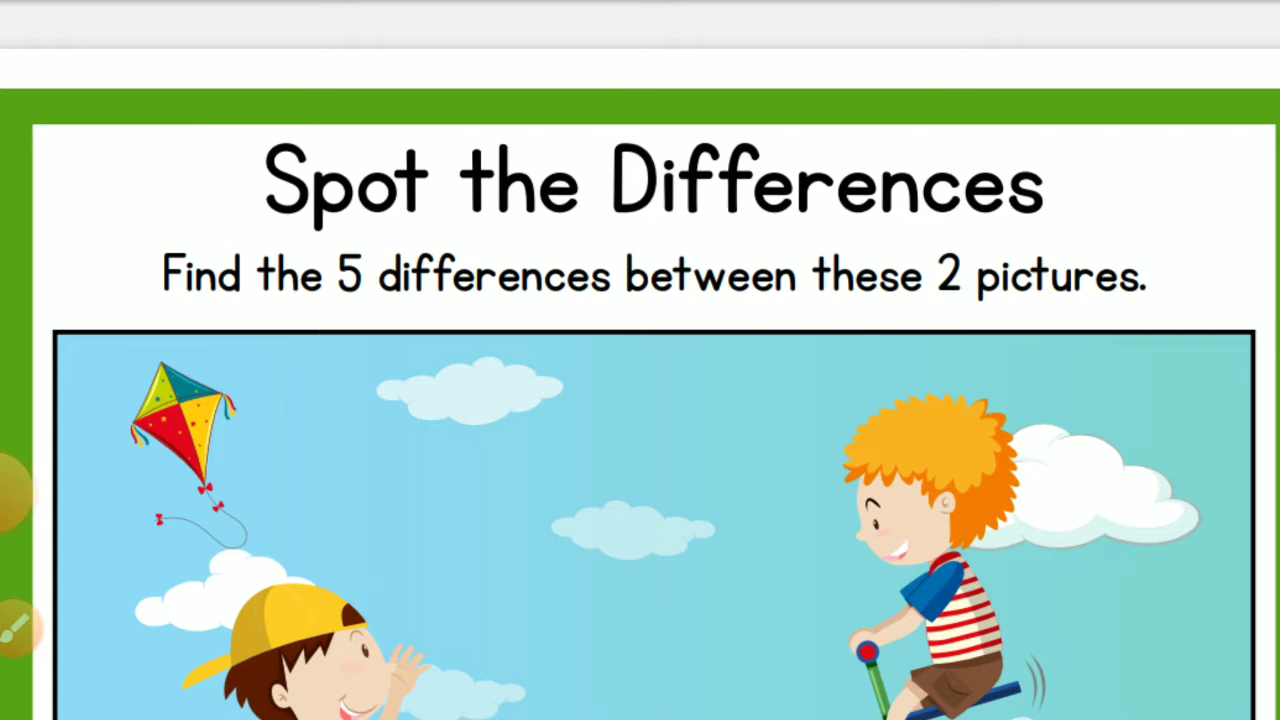 Spot the Differences
Find the 5 differences between these 2 pictures.